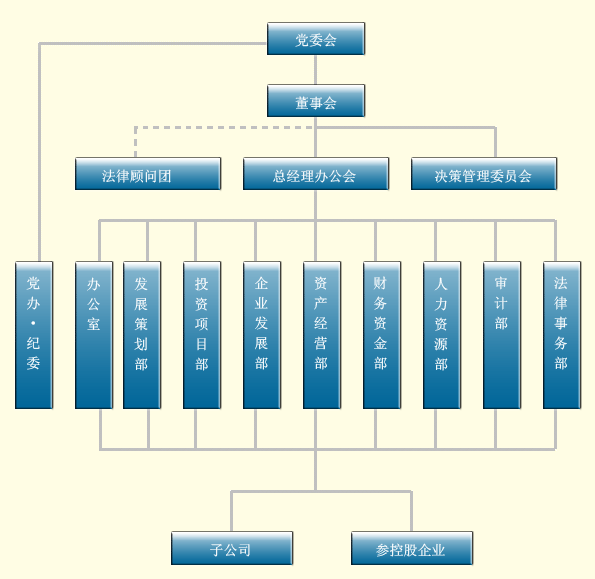 党委会
董事会
法律顾问团
总经理办公会
决策管理委员会
党办·纪委
办公室
发展策划部
投资项目部
企业发展部
资产经营部
财务资金部
人力资源部
审计部
法律事务部
子公司
参控股企业